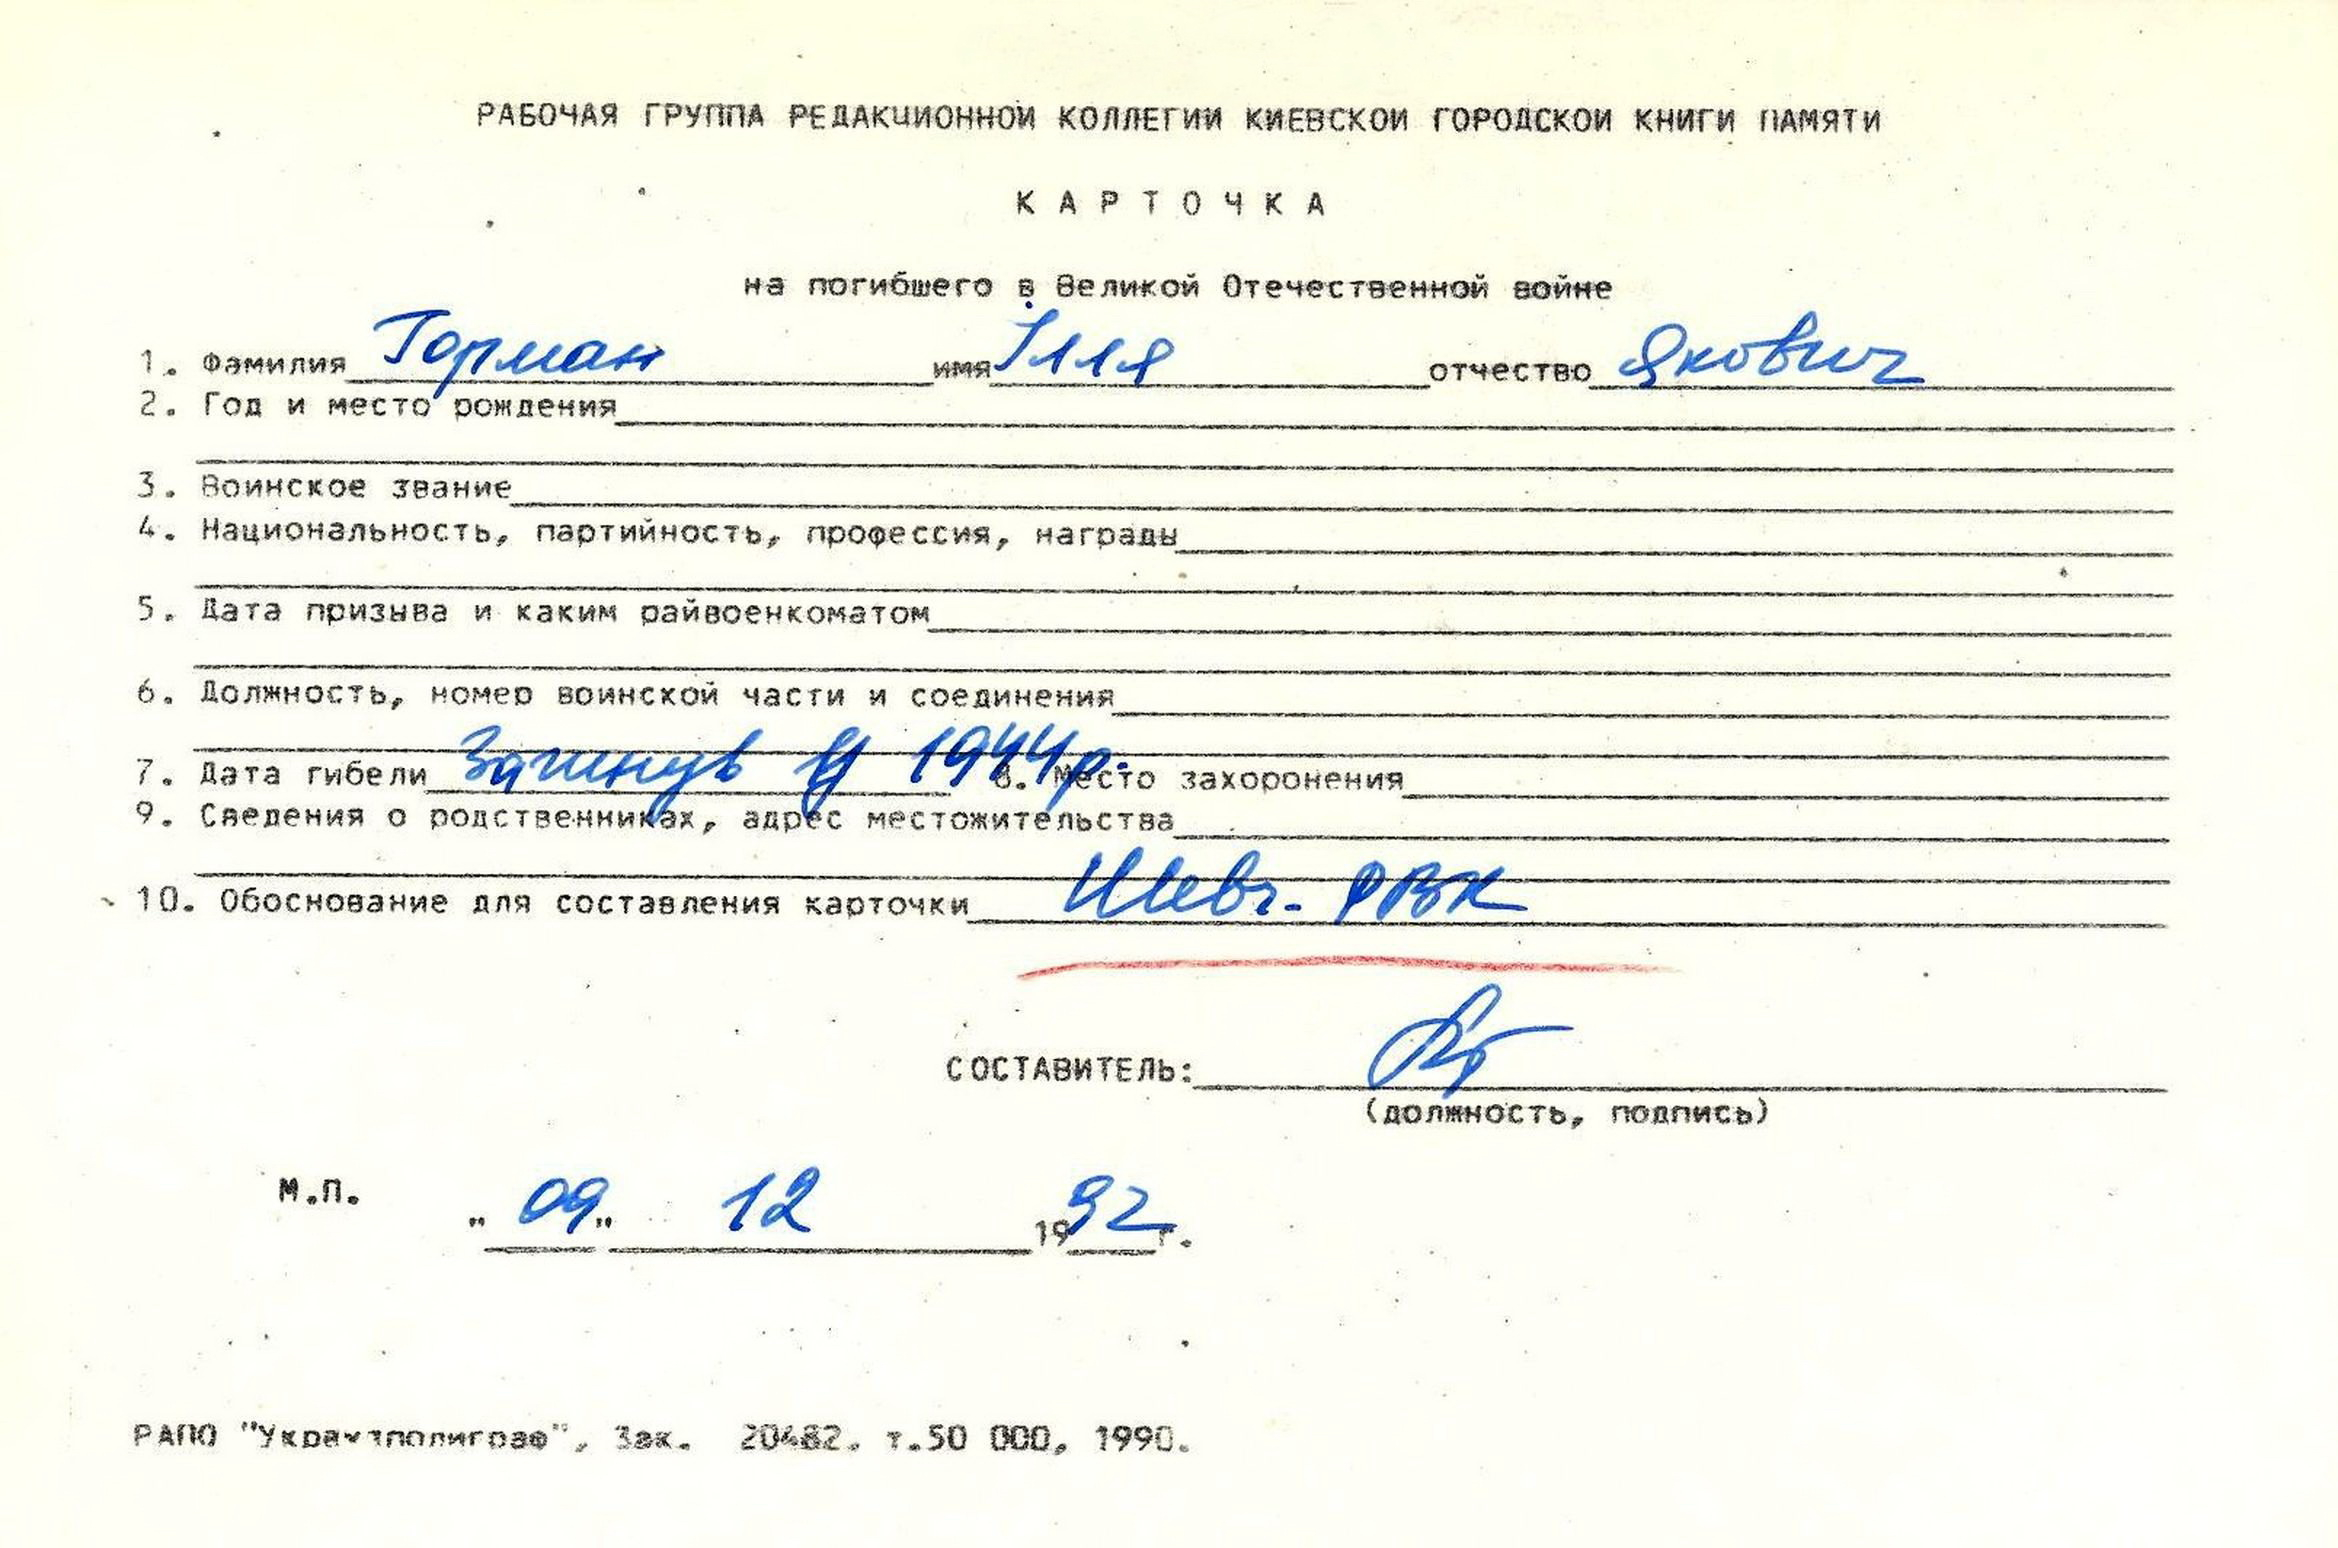 РАБОЧАЯ ГРУППА РЕДАКЦИОННОЙ КОЛЛЕГИИ КИЕВСКОЙ ГОРОДСКОЙ КНИГИ ПАМЯТИ
КАРТОЧКА
на погибшего в Великой Отечественной войне
1. Фамилия Горман имя Ілля отчество Якович
2. Год и место рождения
3. Воинское звание
4. Национальность, партийность, профессия, награды
5. Дата призыва и каким райвоенкоматом
6. Должность, номер воинской части и соединения
7. Дата гибели Загинув у 1944р. 8. Место захоронения
9. Сведения о родственниках, адрес местожительства
10. Обоснование для составления карточки Шевч. РВК
СОСТАВИТЕЛЬ:
(должность, подпись)
М.П.
"09" 12 1992г.
РАПО "Укрвузполиграф", Зак. 20482. т.50 000, 1990.